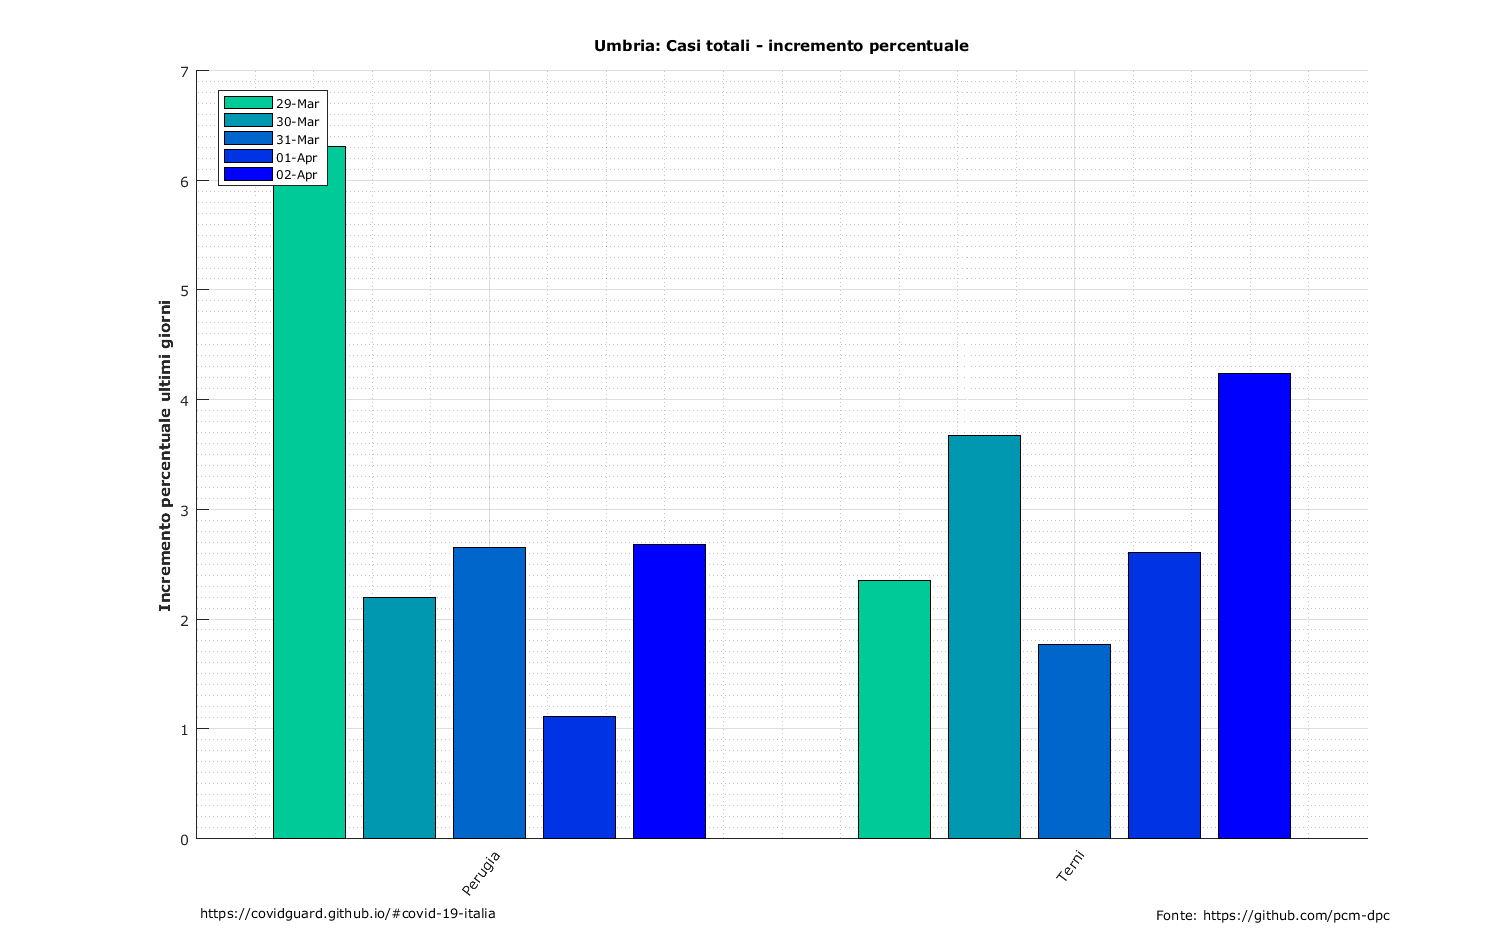 Umbria: Casi totali - incremento percentuale
Incremento percentuale ultimi giorni
7
6
5
4
3
2
1
0
29-Mar
30-Mar
31-Mar
01-Apr
02-Apr
Perugia
Terni
https://covidguard.github.io/#covid-19-italia
Fonte: https://github.com/pcm-dpc